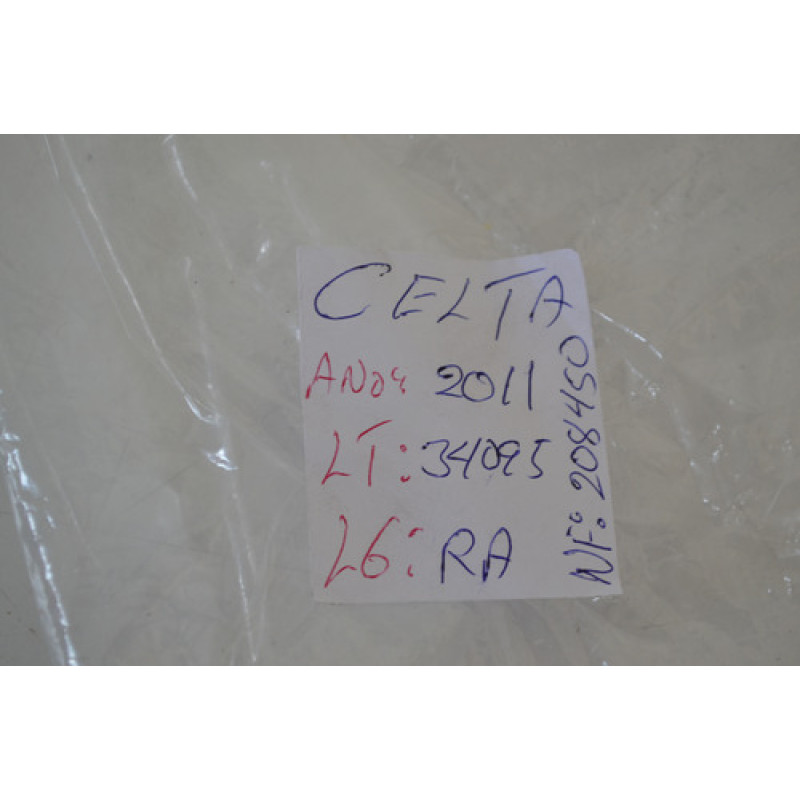 CELTA
ANO: 2011
LT: 34095
LG: RA
NF: 208450